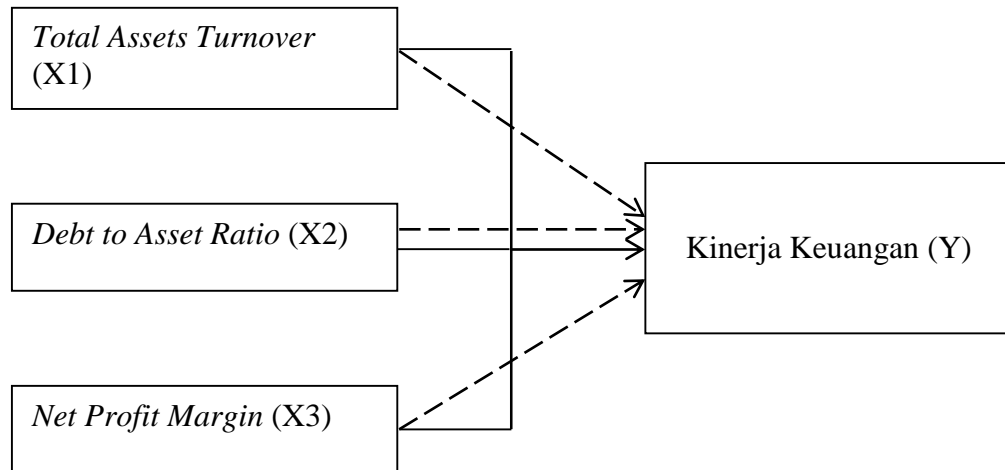 Total Assets Turnover
(X1)
Debt to Asset Ratio (X2)
Kinerja Keuangan (Y)
Net Profit Margin (X3)